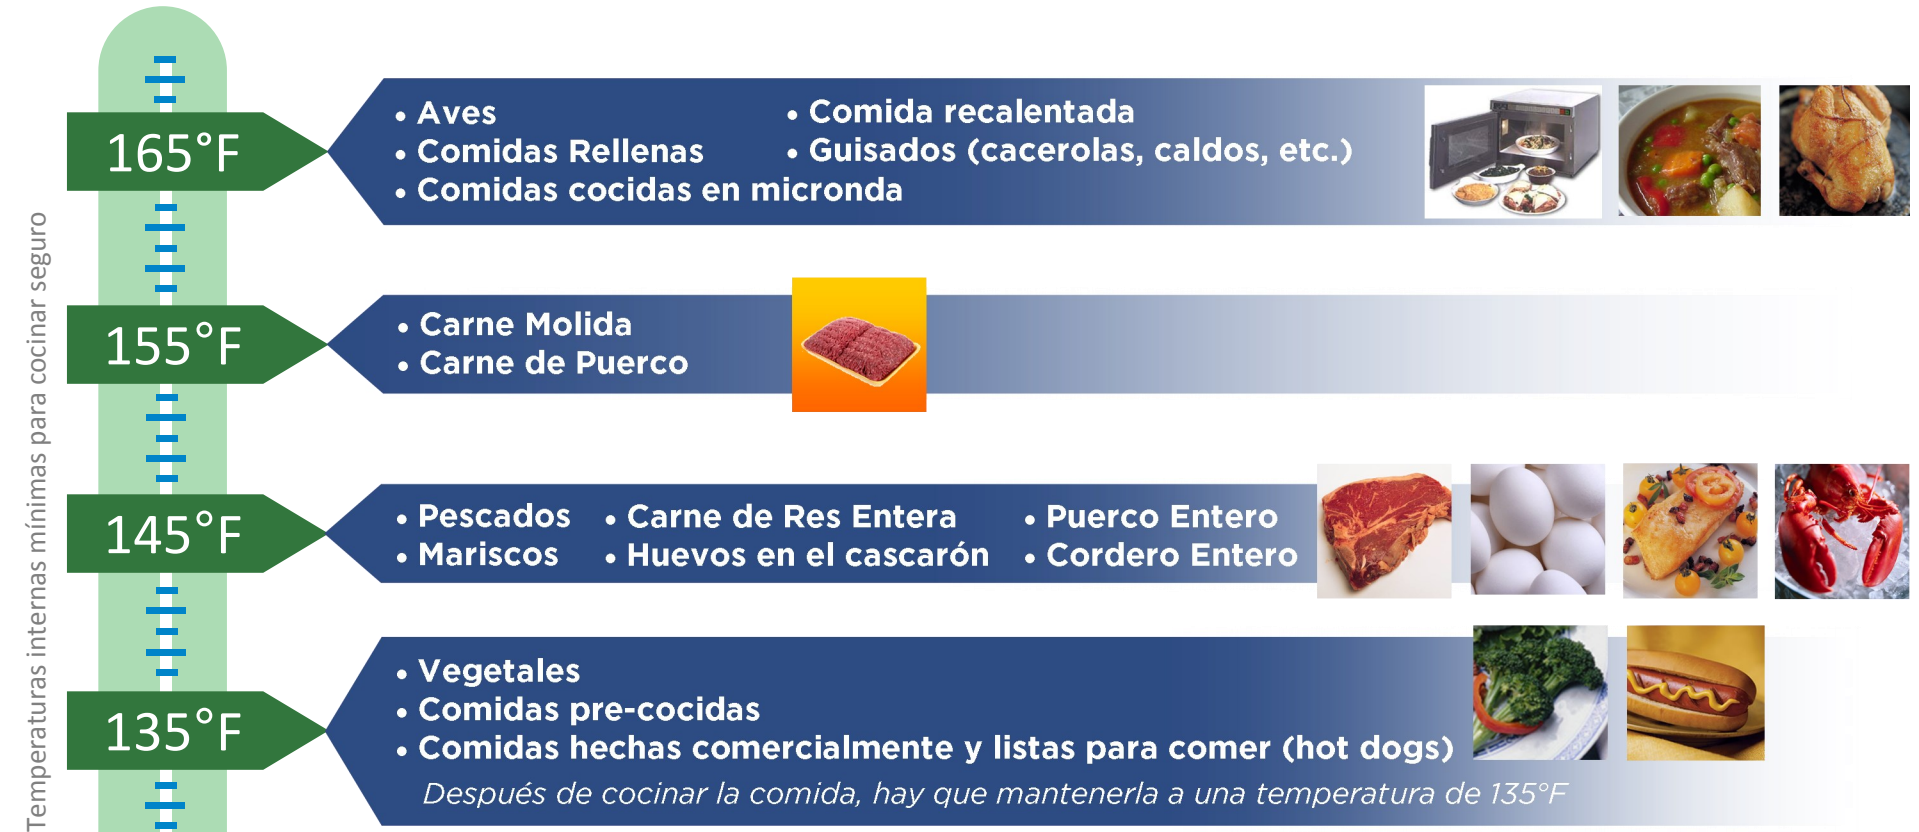 Temperaturas internas mínimas para cocinar seguro
165°F
• Aves
• Comidas Rellenas
• Comidas cocidas en micronda
• Comida recalentada
• Guisados (cacerolas, caldos, etc.)
155°F
• Carne Molida
• Carne de Puerco
145°F
• Pescados
• Mariscos
• Carne de Res Entera
• Huevos en el cascarón
• Puerco Entero
• Cordero Entero
135°F
• Vegetales
• Comidas pre-cocidas
• Comidas hechas comercialmente y listas para comer (hot dogs)
Después de cocinar la comida, hay que mantenerla a una temperatura de 135°F